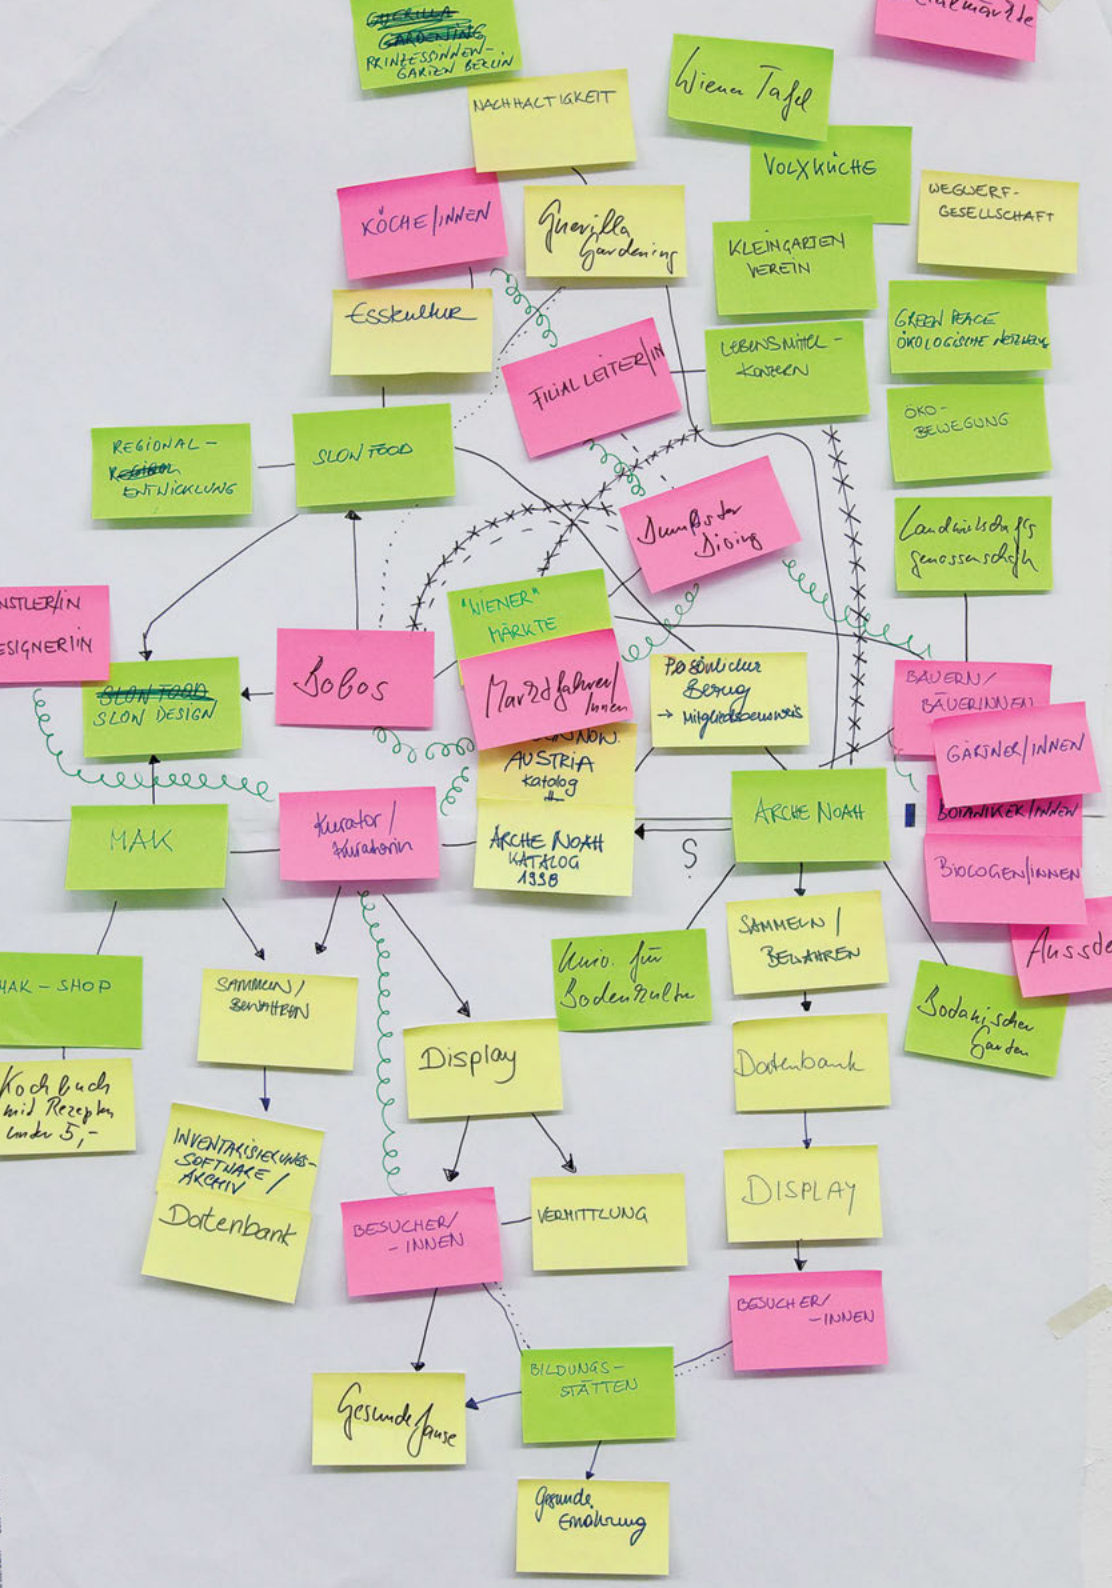 GUERILLA
GARDENING
PRINZESSINNEN-
GARTEN BERLIN
NACHHALTIGKEIT
Wiener Tafel
VOLXKÜCHE
KÖCHE/INNEN
Guerilla
Gardening
WEGWERF-
GESELLSCHAFT
KLEINGARTEN
VEREIN
Esskultur
GREEN PEACE
ÖKOLOGISCHE
FILIALLEITER/IN
LEBENSMITTEL-
KONZERN
ÖKO-
BEWEGUNG
REGIONAL-
ENTWICKLUNG
SLOW FOOD
Dumpster
Diving
Landwirtschafts
genossenschaft
"WIENER"
MÄRKTE
NSTLER/IN
ESIGNER/IN
SLOW FOOD
SLOW DESIGN
Bobos
Marktfahrer/
Innen
Persönlicher
Bezug
→ Mitgliedsausweis
BAUERN/
BÄUERINNEN
GÄRTNER/INNEN
NOW.
AUSTRIA
Katalog
MAK
Kurator/
Kuratorin
ARCHE NOAH
KATALOG
1998
ARCHE NOAH
BOTANIKER/INNEN
BIOLOGEN/INNEN
MAK-SHOP
SAMMELN/
BEWAHREN
Univ. für
Bodenkultur
SAMMELN/
BEWAHREN
Ausste
Botanischer
Garten
Kochbuch
mit Rezepten
unter 5,-
Display
Datenbank
INVENTARISIERUNGS-
SOFTWARE/
ARCHIV
Datenbank
BESUCHER/
-INNEN
VERMITTLUNG
DISPLAY
BESUCHER/
-INNEN
BILDUNGS-
STÄTTEN
Gesunde Jause
Gesunde
Ernährung